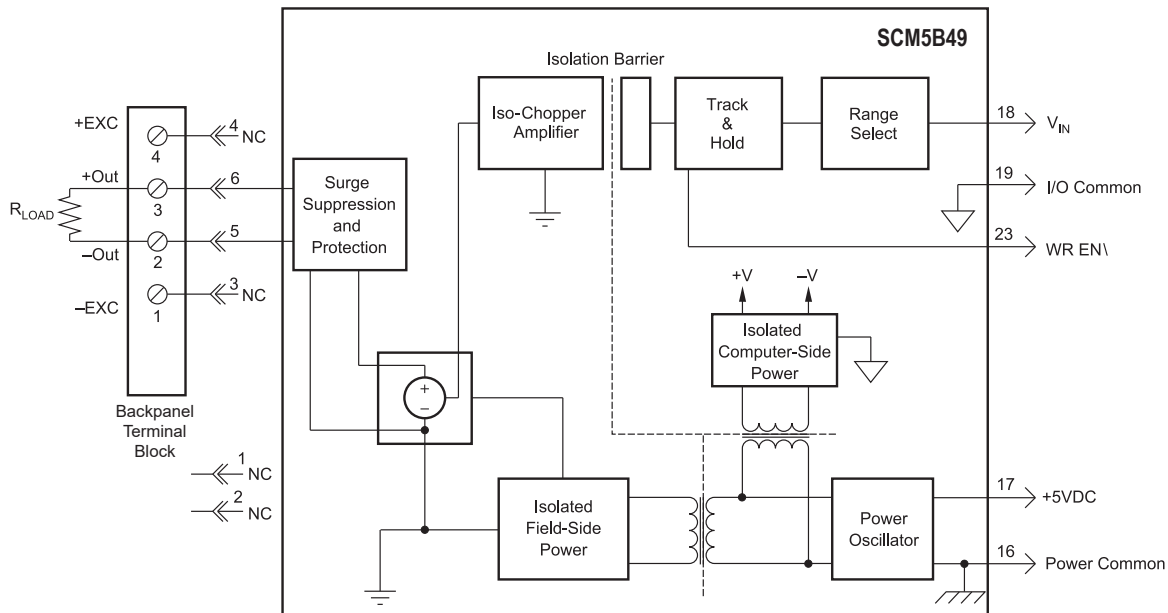 SCM5B49
Isolation Barrier
Iso-Chopper
Amplifier
Track
&
Hold
Range
Select
18
V_IN
19
I/O Common
23
WR EN\
+EXC
4
4
NC
+Out
3
6
R_LOAD
–Out
2
5
–EXC
1
3
NC
Surge
Suppression
and
Protection
+V
–V
Isolated
Computer-Side
Power
+
–
Backpanel
Terminal
Block
1
NC
2
NC
Isolated
Field-Side
Power
Power
Oscillator
17
+5VDC
16
Power Common